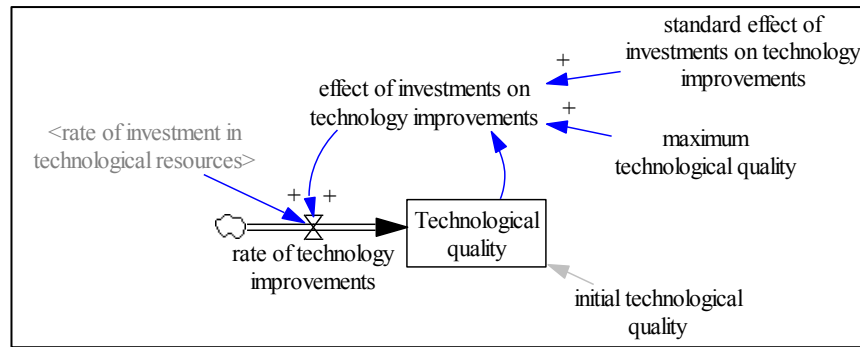 standard effect of
investments on technology
improvements
+
effect of investments on
technology improvements
+
maximum
technological quality
<rate of investment in
technological resources>
+ +
rate of technology
improvements
Technological
quality
initial technological
quality